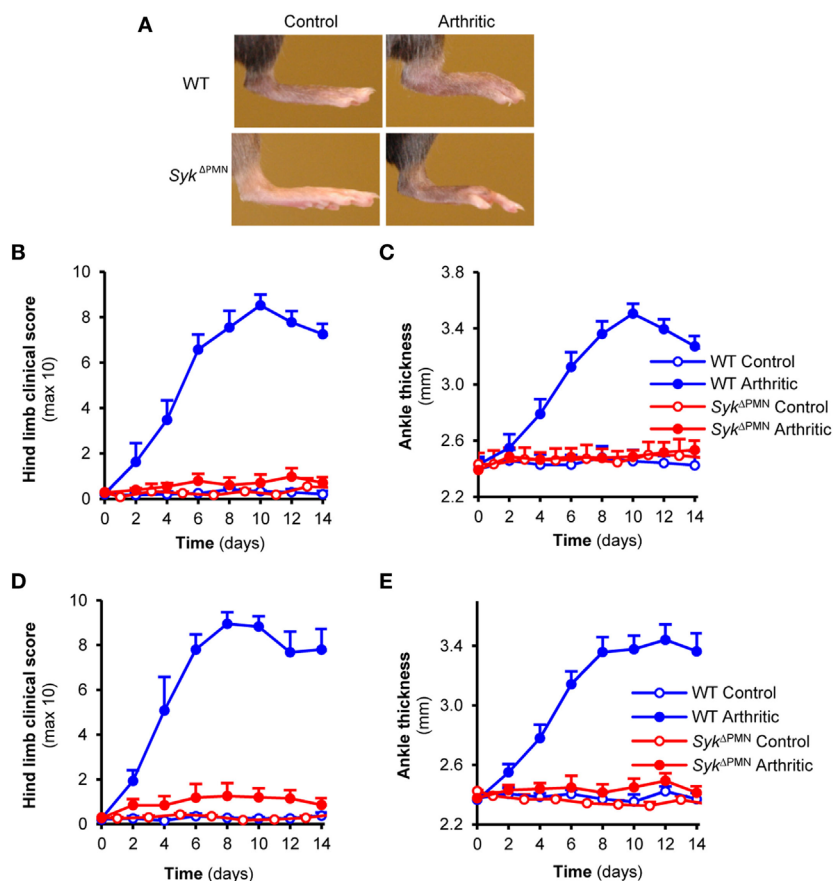 A
Control Arthritic
WT
Syk ΔPMN
B
Hind limb clinical score
(max 10)
10
8
6
4
2
0
0 2 4 6 8 10 12 14
Time (days)
C
Ankle thickness
(mm)
3.8
3.4
3.0
2.6
2.2
0 2 4 6 8 10 12 14
Time (days)
WT Control
WT Arthritic
SykΔPMN Control
SykΔPMN Arthritic
D
Hind limb clinical score
(max 10)
10
8
6
4
2
0
0 2 4 6 8 10 12 14
Time (days)
E
Ankle thickness
(mm)
3.4
3.0
2.6
2.2
0 2 4 6 8 10 12 14
Time (days)
WT Control
WT Arthritic
SykΔPMN Control
SykΔPMN Arthritic